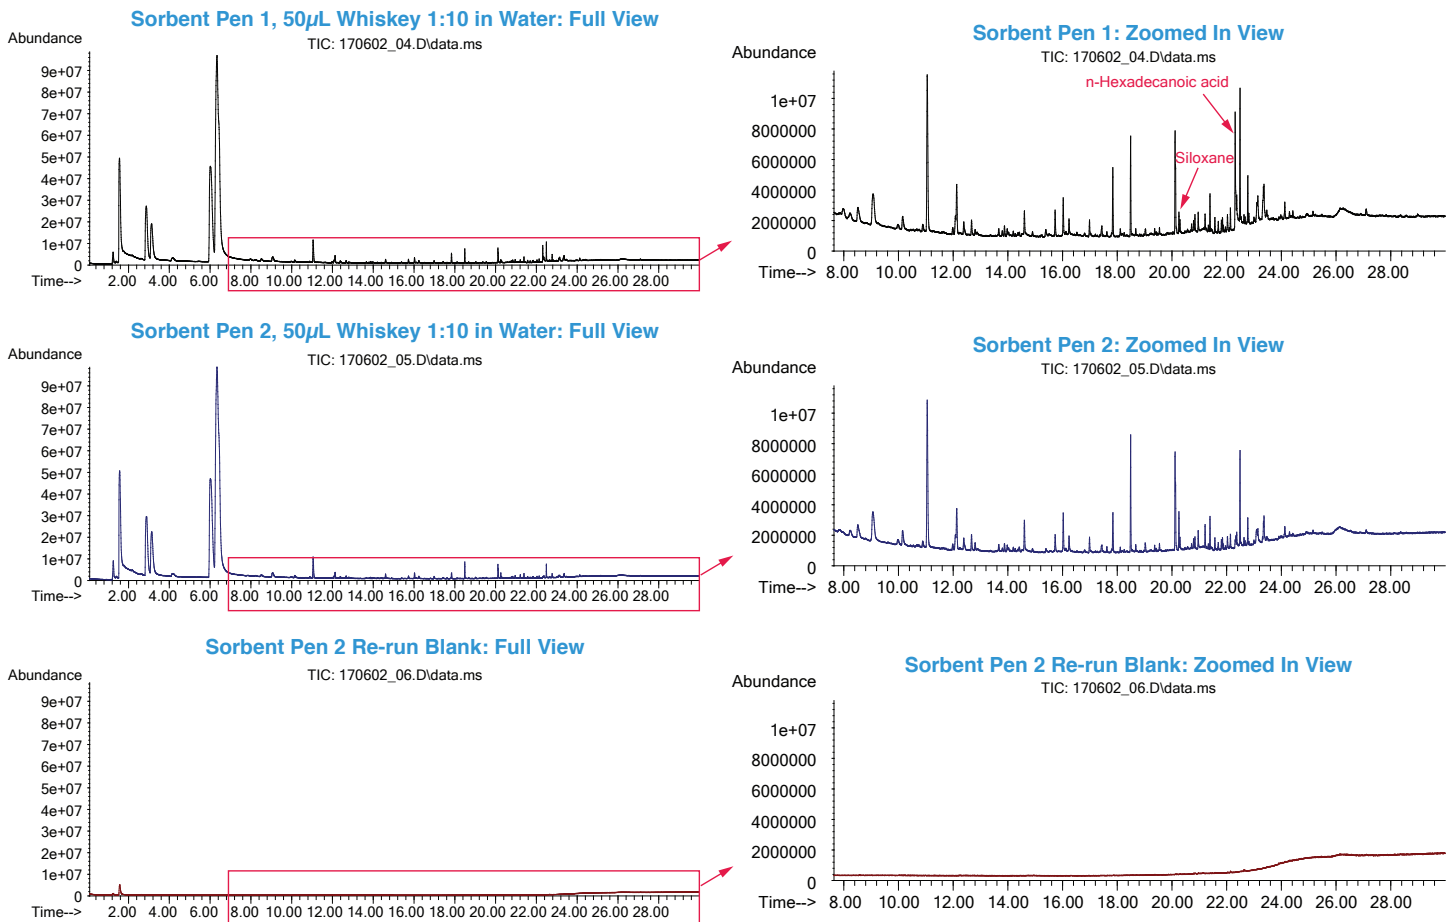 Sorbent Pen 1, 50µL Whiskey 1:10 in Water: Full View
Abundance
TIC: 170602_04.D\data.ms
9e+07
8e+07
7e+07
6e+07
5e+07
4e+07
3e+07
2e+07
1e+07
0
Time-->
2.00 4.00 6.00 8.00 10.00 12.00 14.00 16.00 18.00 20.00 22.00 24.00 26.00 28.00
Sorbent Pen 1: Zoomed In View
TIC: 170602_04.D\data.ms
Abundance
n-Hexadecanoic acid
Siloxane
1e+07
8000000
6000000
4000000
2000000
0
Time-->
8.00 10.00 12.00 14.00 16.00 18.00 20.00 22.00 24.00 26.00 28.00
Sorbent Pen 2, 50µL Whiskey 1:10 in Water: Full View
Abundance
TIC: 170602_05.D\data.ms
9e+07
8e+07
7e+07
6e+07
5e+07
4e+07
3e+07
2e+07
1e+07
0
Time-->
2.00 4.00 6.00 8.00 10.00 12.00 14.00 16.00 18.00 20.00 22.00 24.00 26.00 28.00
Sorbent Pen 2: Zoomed In View
TIC: 170602_05.D\data.ms
Abundance
1e+07
8000000
6000000
4000000
2000000
0
Time-->
8.00 10.00 12.00 14.00 16.00 18.00 20.00 22.00 24.00 26.00 28.00
Sorbent Pen 2 Re-run Blank: Full View
Abundance
TIC: 170602_06.D\data.ms
9e+07
8e+07
7e+07
6e+07
5e+07
4e+07
3e+07
2e+07
1e+07
0
Time-->
2.00 4.00 6.00 8.00 10.00 12.00 14.00 16.00 18.00 20.00 22.00 24.00 26.00 28.00
Sorbent Pen 2 Re-run Blank: Zoomed In View
TIC: 170602_06.D\data.ms
Abundance
1e+07
8000000
6000000
4000000
2000000
0
Time-->
8.00 10.00 12.00 14.00 16.00 18.00 20.00 22.00 24.00 26.00 28.00